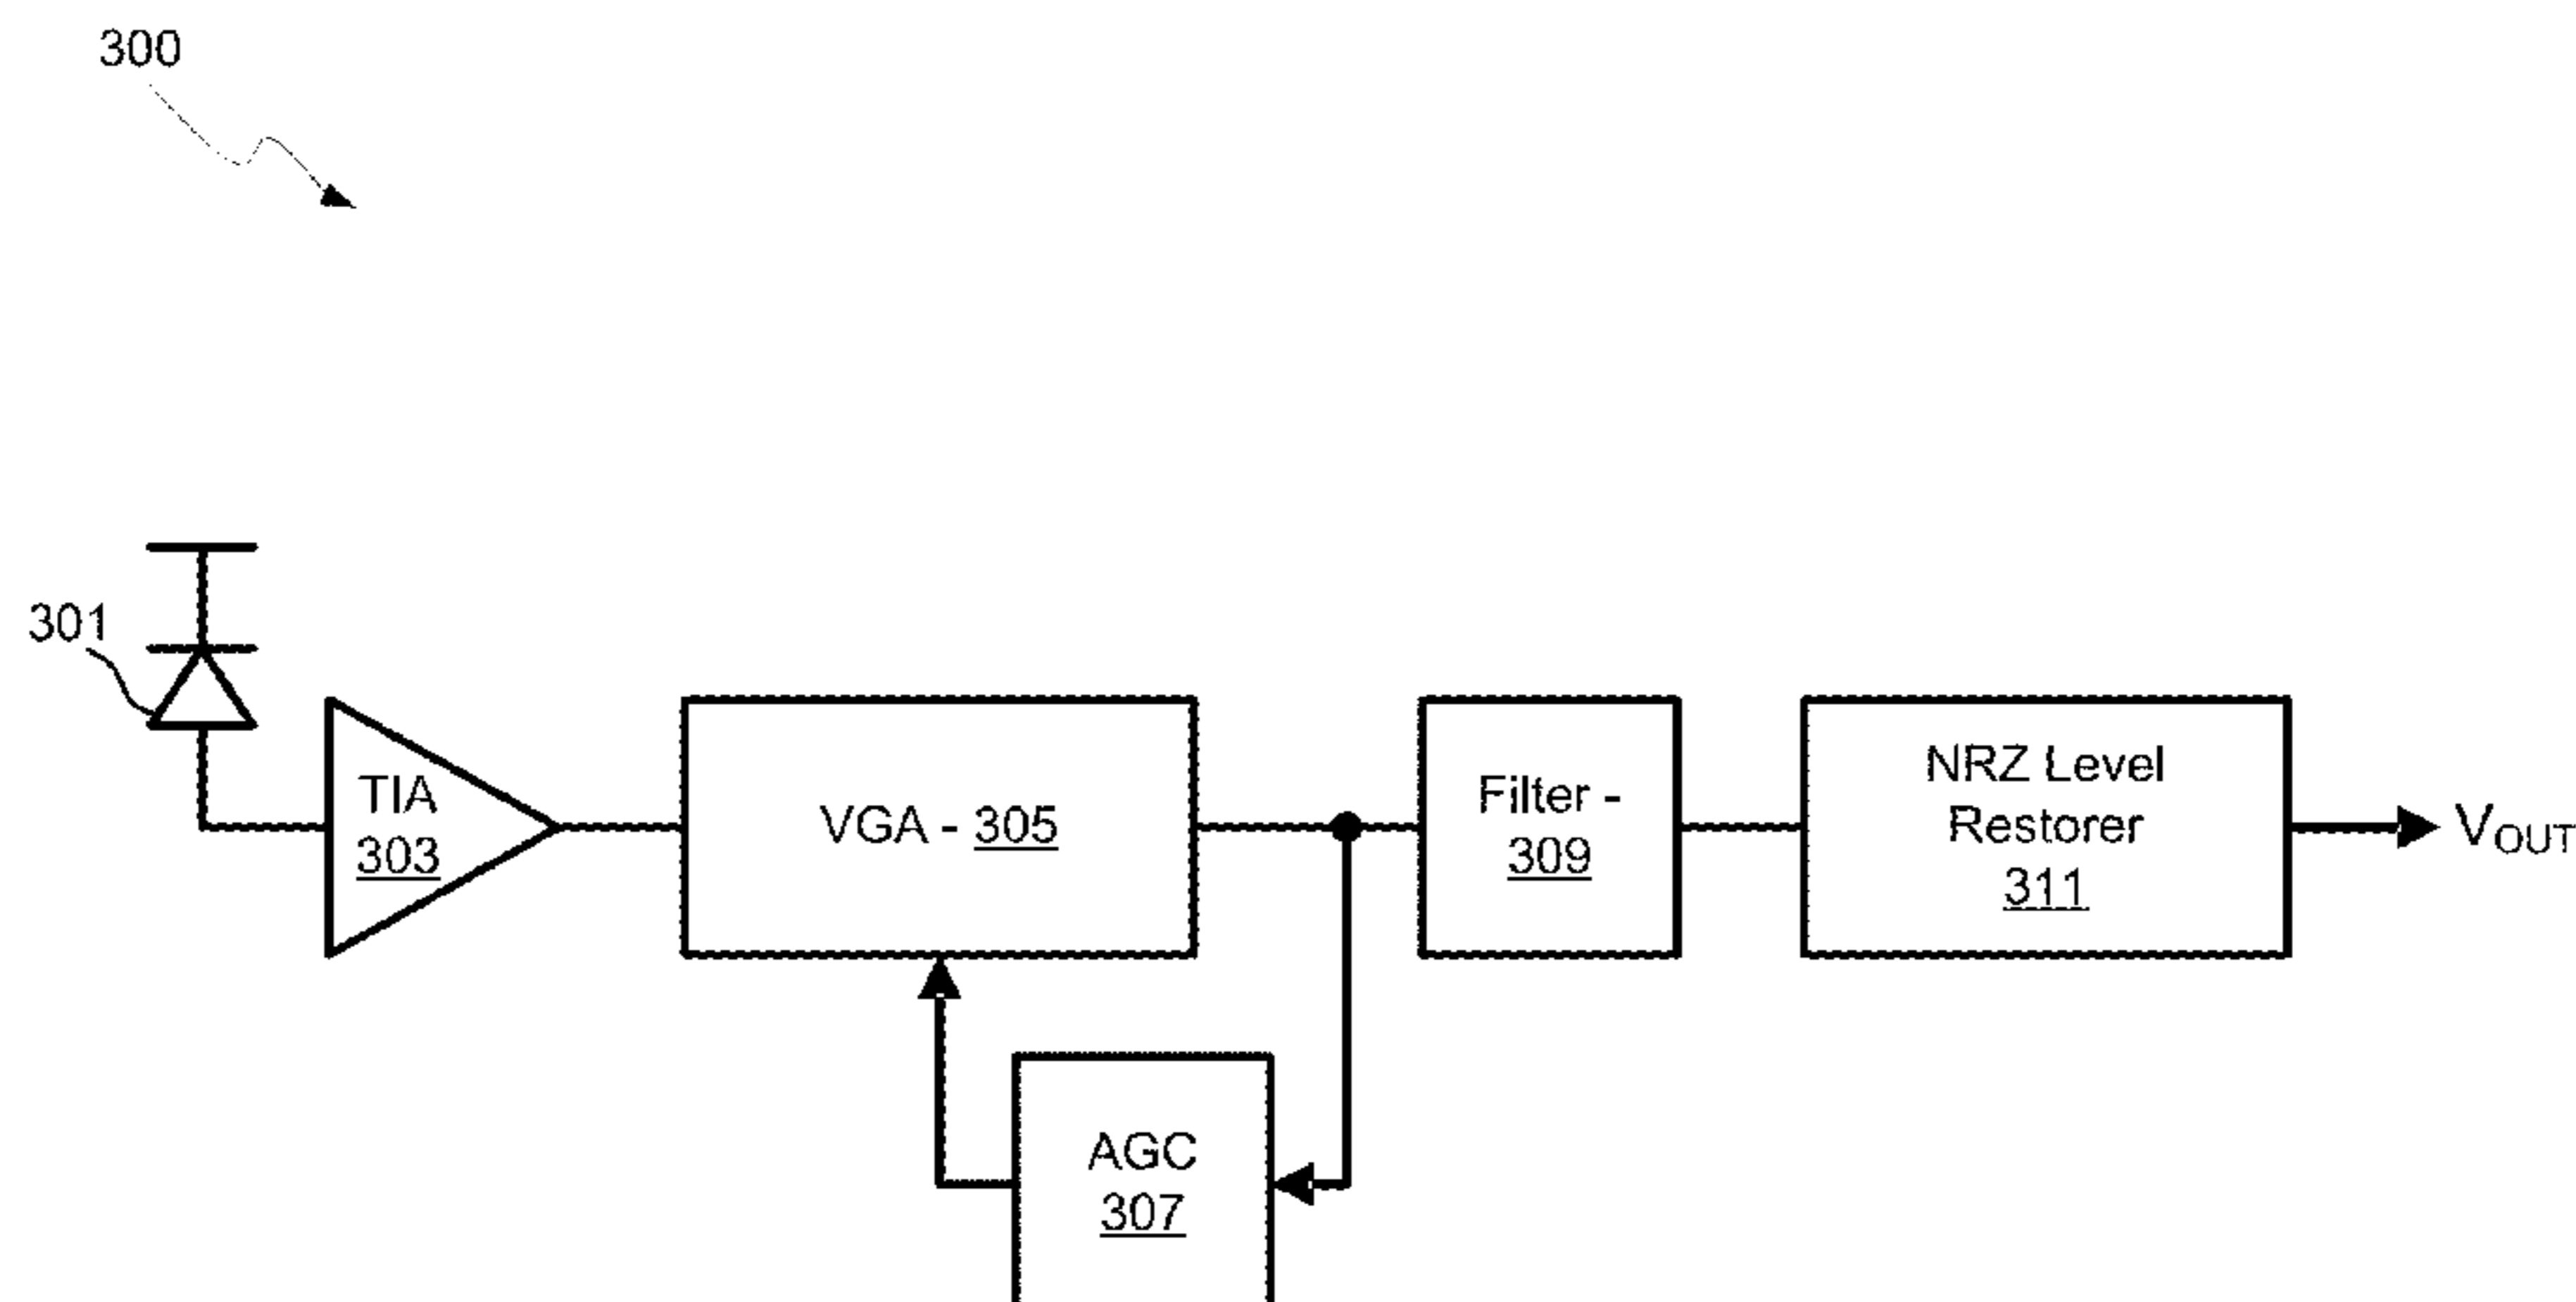 300
301
TIA
303
VGA - 305
Filter -
309
NRZ Level
Restorer
311
VOUT
AGC
307